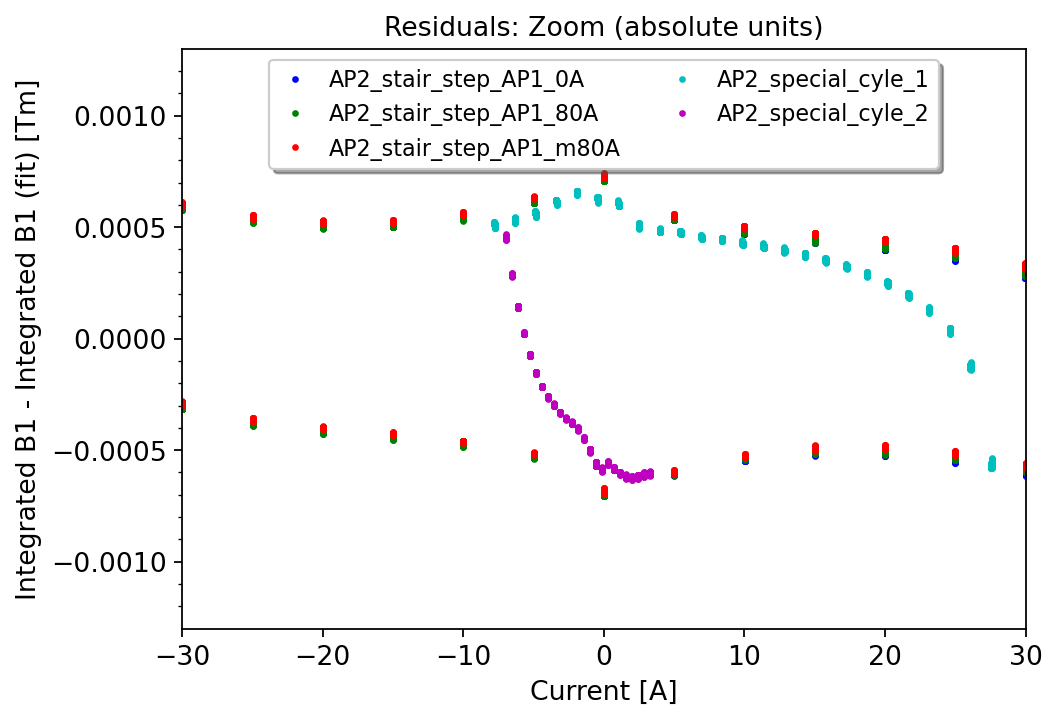 Residuals: Zoom (absolute units)
AP2_stair_step_AP1_0A
AP2_stair_step_AP1_80A
AP2_stair_step_AP1_m80A
AP2_special_cyle_1
AP2_special_cyle_2
Integrated B1 - Integrated B1 (fit) [Tm]
0.0010
0.0005
0.0000
−0.0005
−0.0010
−30
−20
−10
0
10
20
30
Current [A]